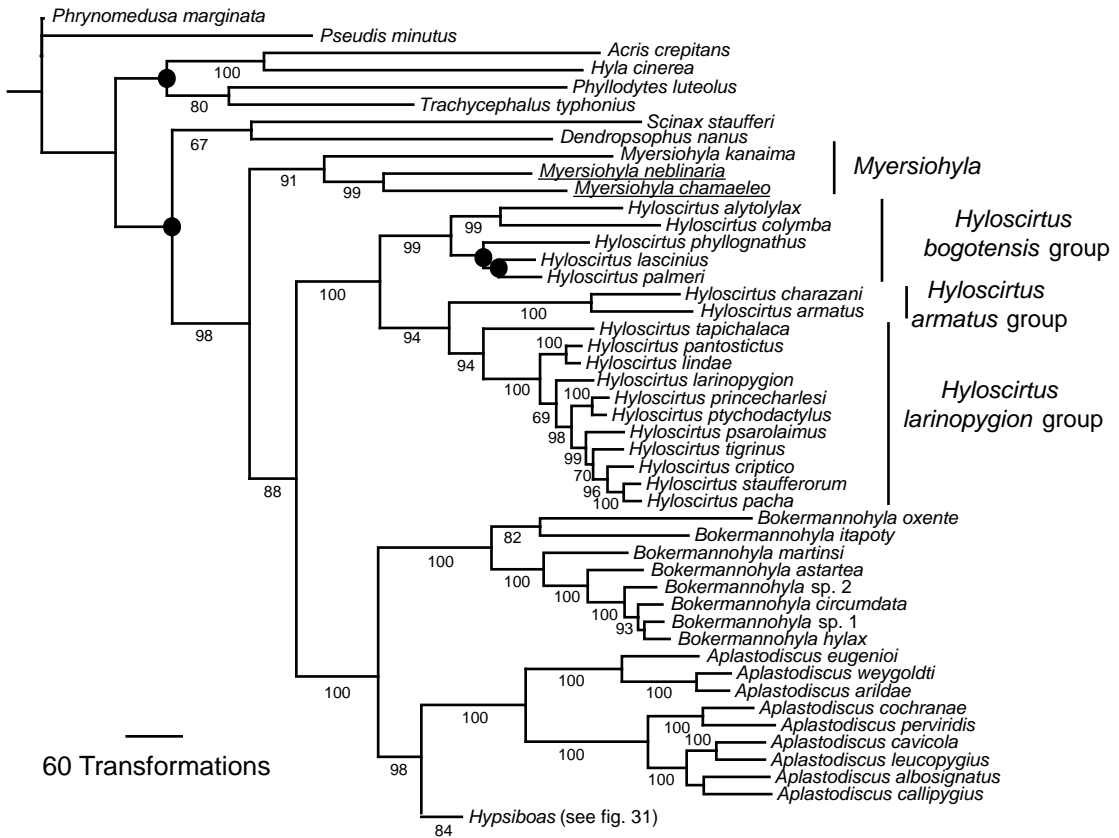 Phrynomedusa marginata
Pseudis minutus
Acris crepitans
100
Hyla cinerea
Phyllodytes luteolus
80
Trachycephalus typhonius
Scinax staufferi
67
Dendropsophus nanus
Myersiohyla kanaima
91
Myersiohyla neblinaria
99
Myersiohyla chamaeleo
Myersiohyla
Hyloscirtus alytolylax
99
Hyloscirtus colymba
99
Hyloscirtus phyllognathus
Hyloscirtus lascinius
Hyloscirtus palmeri
Hyloscirtus
bogotensis group
100
Hyloscirtus charazani
100
Hyloscirtus armatus
Hyloscirtus
armatus group
98
94
Hyloscirtus tapichalaca
100
Hyloscirtus pantostictus
94
Hyloscirtus lindae
100
Hyloscirtus larinopygion
100
Hyloscirtus princecharlesi
69
Hyloscirtus ptychodactylus
98
Hyloscirtus psarolaimus
99
Hyloscirtus tigrinus
70
Hyloscirtus criptico
96
Hyloscirtus staufferorum
100
Hyloscirtus pacha
Hyloscirtus
larinopygion group
88
Bokermannohyla oxente
82
Bokermannohyla itapoty
100
Bokermannohyla martinsi
100
Bokermannohyla astartea
100
Bokermannohyla sp. 2
100
Bokermannohyla circumdata
93
Bokermannohyla sp. 1
Bokermannohyla hylax
100
Aplastodiscus eugenioi
100
Aplastodiscus weygoldti
100
Aplastodiscus arildae
100
Aplastodiscus cochranae
100
Aplastodiscus perviridis
100
100
Aplastodiscus cavicola
Aplastodiscus leucopygius
100
Aplastodiscus albosignatus
Aplastodiscus callipygius
98
Hypsiboas (see fig. 31)
84
60 Transformations